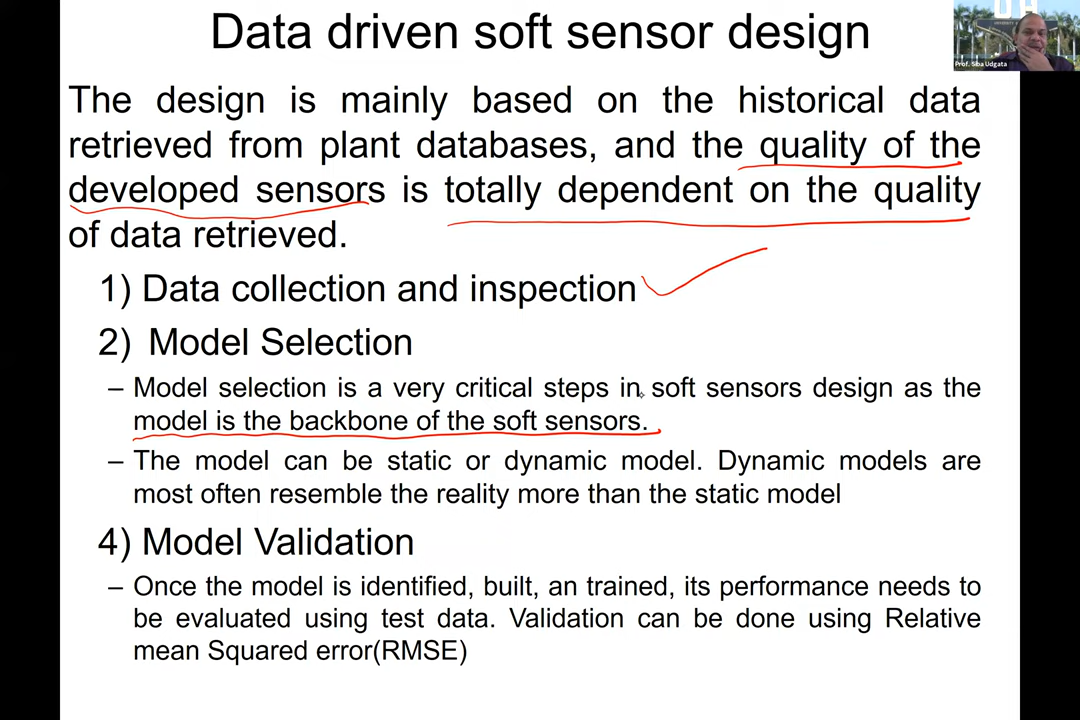 Data driven soft sensor design
Prof. Siba Udgata
The design is mainly based on the historical data
retrieved from plant databases, and the quality of the
developed sensors is totally dependent on the quality
of data retrieved.
1) Data collection and inspection
2) Model Selection
– Model selection is a very critical steps in soft sensors design as the
model is the backbone of the soft sensors.
– The model can be static or dynamic model. Dynamic models are
most often resemble the reality more than the static model
4) Model Validation
– Once the model is identified, built, an trained, its performance needs to
be evaluated using test data. Validation can be done using Relative
mean Squared error(RMSE)